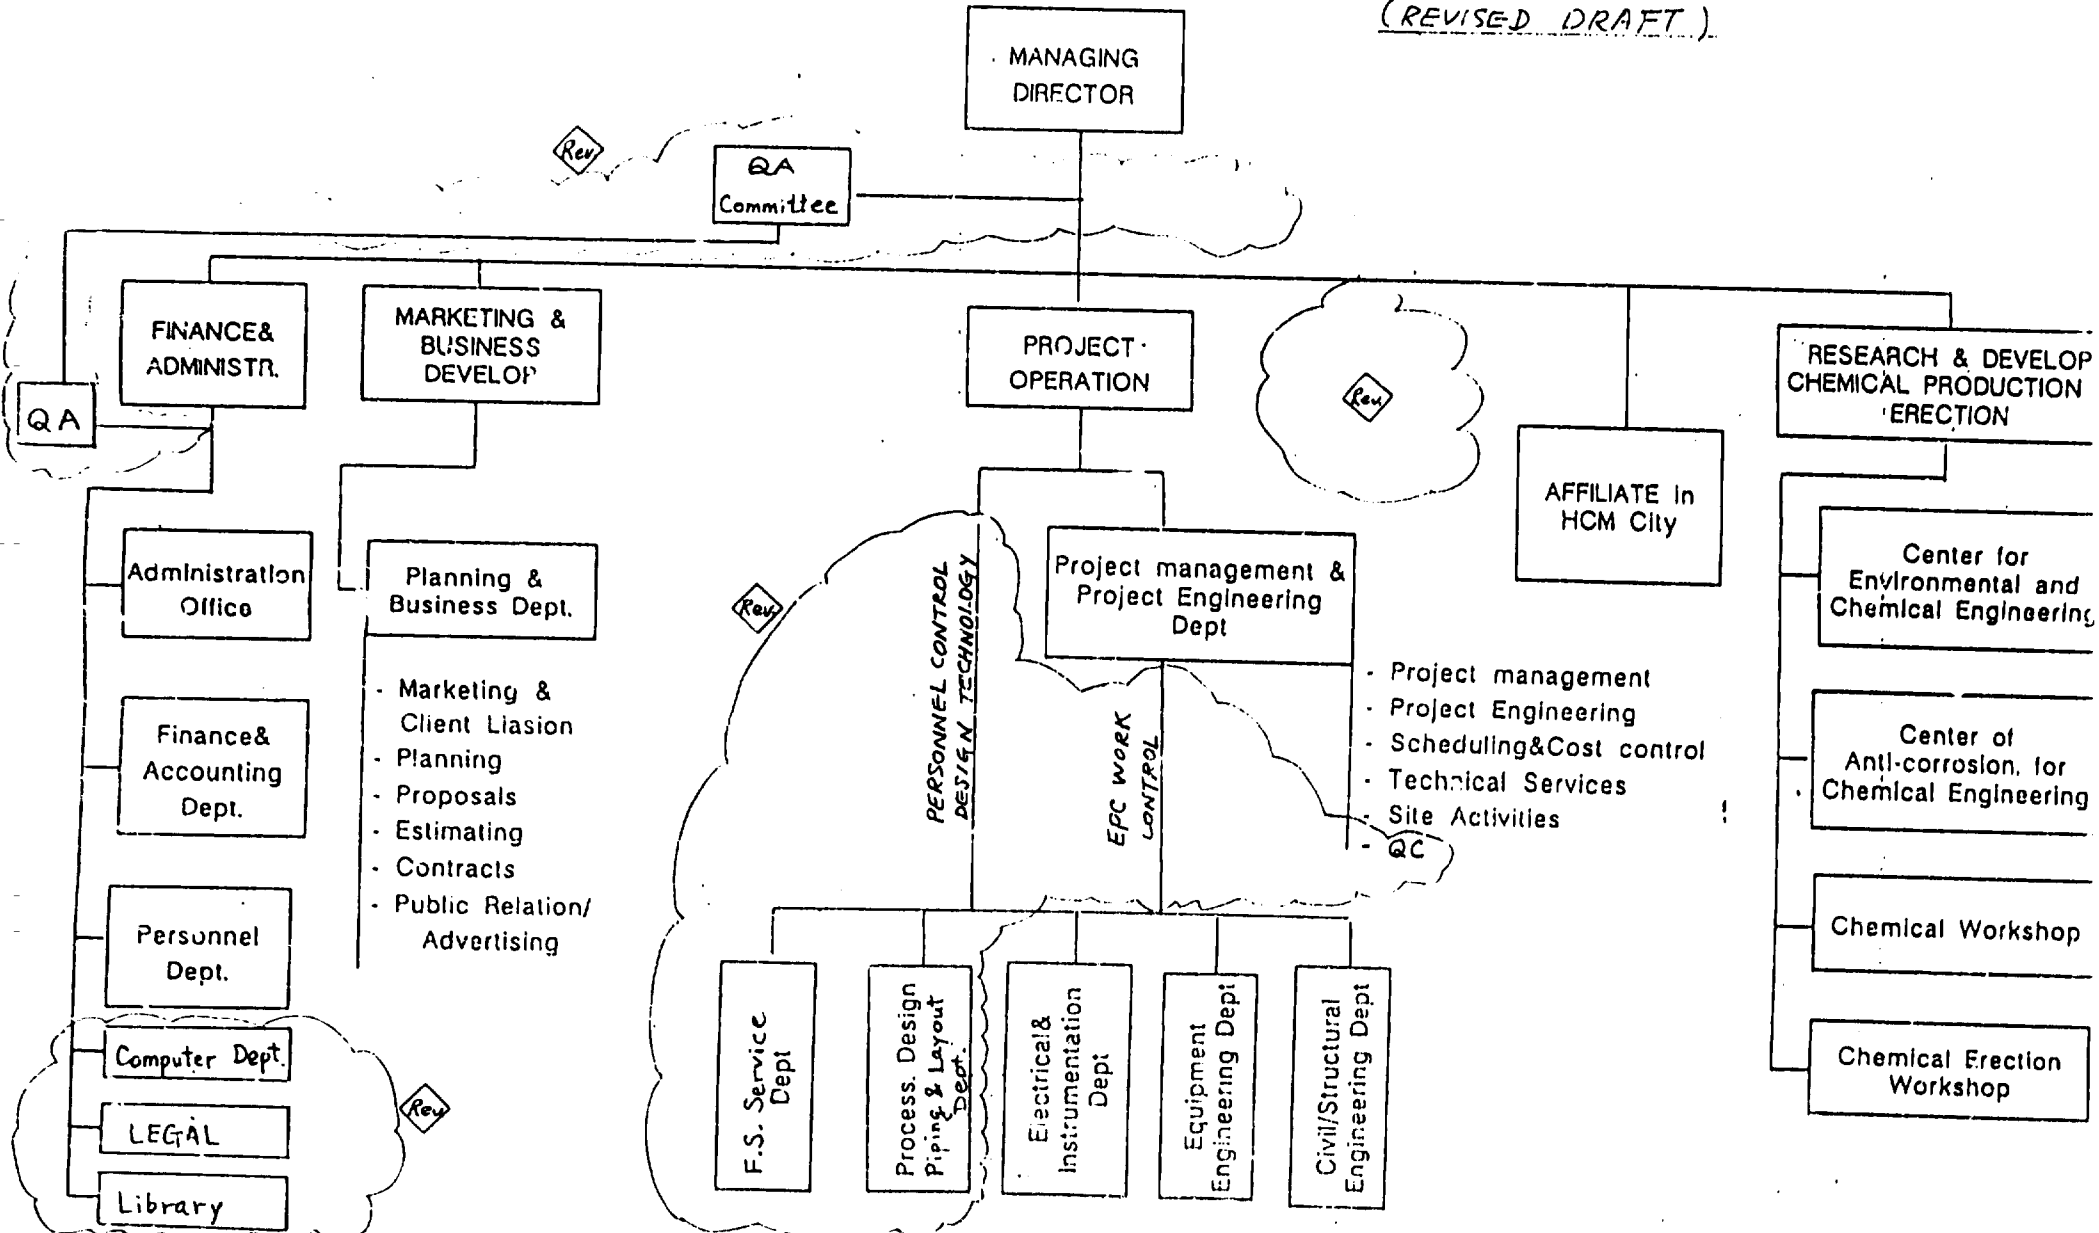 (REVISED DRAFT)
MANAGING
DIRECTOR
Rev
QA
Committee
FINANCE&
ADMINISTR.
MARKETING &
BUSINESS
DEVELOP
PROJECT
OPERATION
Rev.
RESEARCH & DEVELOP
CHEMICAL PRODUCTION
ERECTION
QA
AFFILIATE in
HCM City
Administration
Office
Planning &
Business Dept.
Rev
PERSONNEL CONTROL
DESIGN TECHNOLOGY
Project management &
Project Engineering
Dept
Center for
Environmental and
Chemical Engineering
Finance&
Accounting
Dept.
- Marketing &
Client Liasion
- Planning
- Proposals
- Estimating
- Contracts
- Public Relation/
Advertising
EPC WORK
CONTROL
- Project management
- Project Engineering
- Scheduling&Cost control
- Technical Services
- Site Activities
- QC
Center of
Anti-corrosion, for
Chemical Engineering
Personnel
Dept.
Chemical Workshop
Computer Dept.
LEGAL
Library
Rev
F.S. Service
Dept
Process. Design
Piping & Layout
Dept.
Electrical&
Instrumentation
Dept
Equipment
Engineering Dept
Civil/Structural
Engineering Dept
Chemical Erection
Workshop